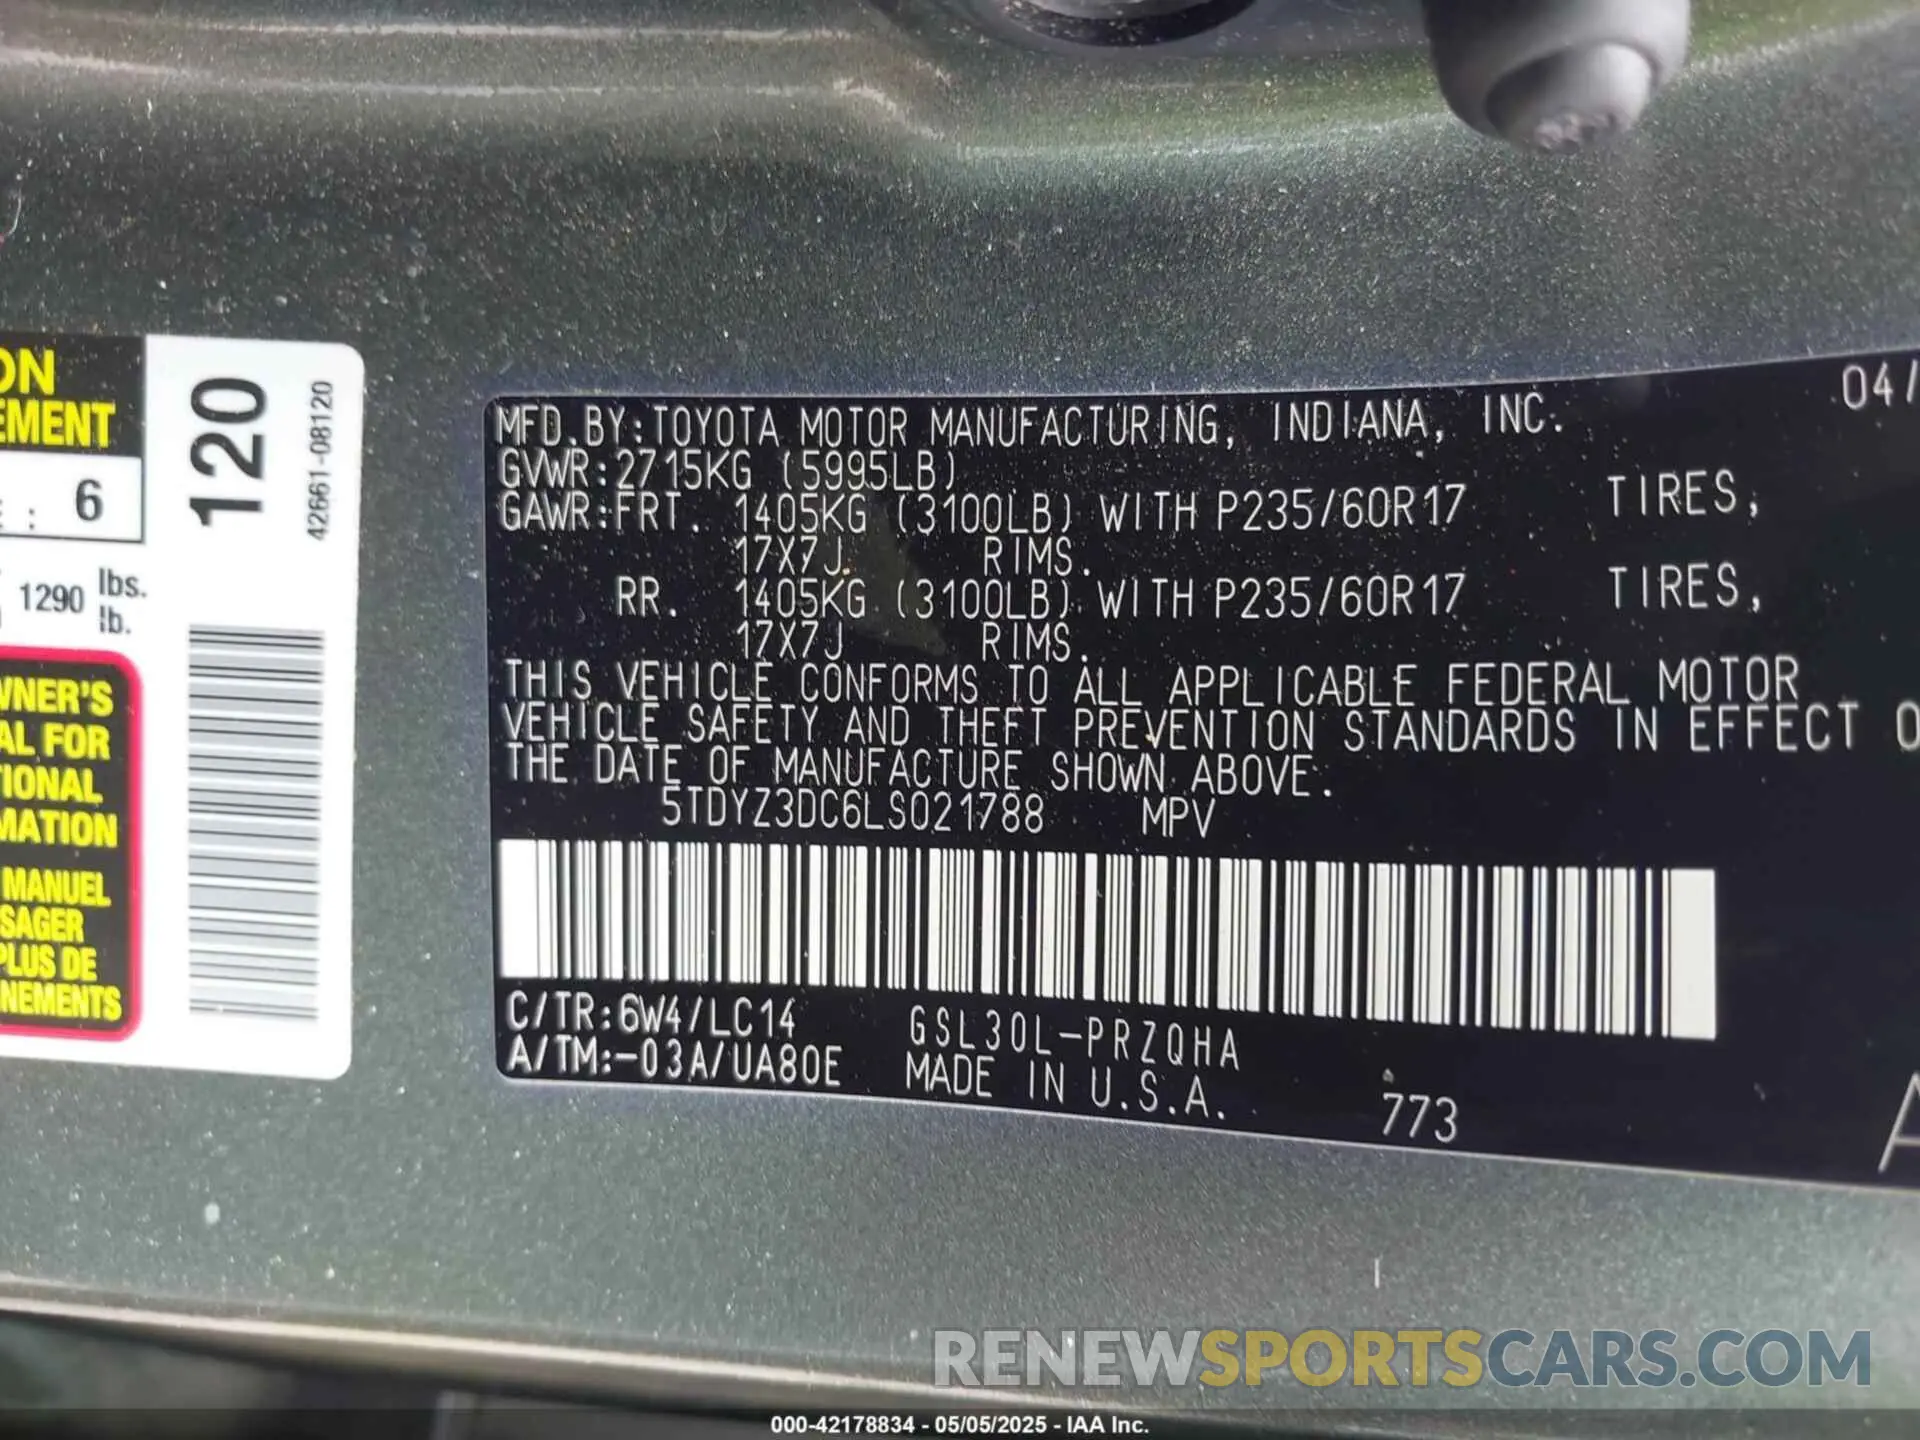 ON
EMENT
: 6
1290 lbs.
lb.
WNER'S
AL FOR
TIONAL
MATION
MANUEL
SAGER
PLUS DE
NEMENTS
120
42661-08120
04/
MFD.BY:TOYOTA MOTOR MANUFACTURING, INDIANA, INC.
GVWR:2715KG (5995LB)
GAWR:FRT. 1405KG (3100LB) WITH P235/60R17 TIRES,
17X7J RIMS.
RR. 1405KG (3100LB) WITH P235/60R17 TIRES,
17X7J RIMS.
THIS VEHICLE CONFORMS TO ALL APPLICABLE FEDERAL MOTOR
VEHICLE SAFETY AND THEFT PREVENTION STANDARDS IN EFFECT O
THE DATE OF MANUFACTURE SHOWN ABOVE.
5TDYZ3DC6LS021788 MPV
C/TR:6W4/LC14 GSL30L-PRZQHA
A/TM:-03A/UA80E MADE IN U.S.A. 773
A
RENEWSPORTSCARS.COM
000-42178834 - 05/05/2025 - IAA Inc.